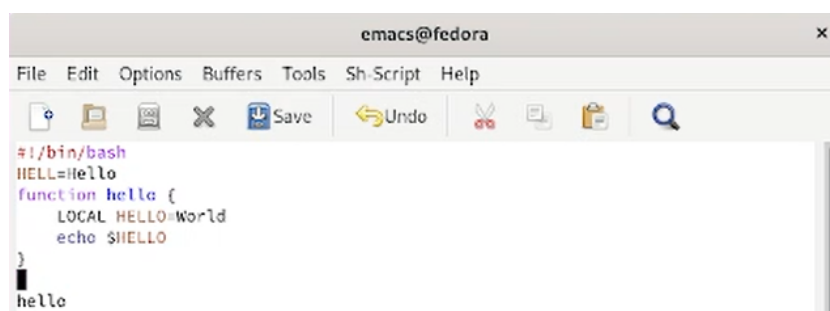 emacs@fedora ×
File Edit Options Buffers Tools Sh-Script Help
Save Undo
#!/bin/bash
HELL=Hello
function hello {
    LOCAL HELLO=World
    echo $HELLO
}
hello